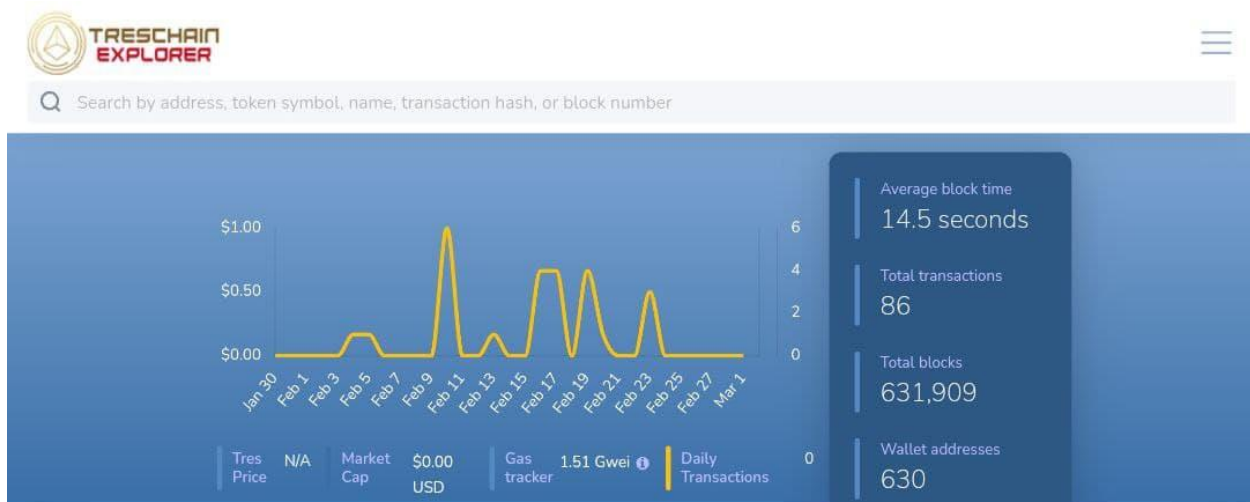 TRESCHAIN
EXPLORER
Search by address, token symbol, name, transaction hash, or block number
$1.00
$0.50
$0.00
6
4
2
0
Jan 30
Feb 1
Feb 3
Feb 5
Feb 7
Feb 9
Feb 11
Feb 13
Feb 15
Feb 17
Feb 19
Feb 21
Feb 23
Feb 25
Feb 27
Mar 1
Tres
Price
N/A
Market
Cap
$0.00
USD
Gas
tracker
1.51 Gwei
Daily
Transactions
0
Average block time
14.5 seconds
Total transactions
86
Total blocks
631,909
Wallet addresses
630